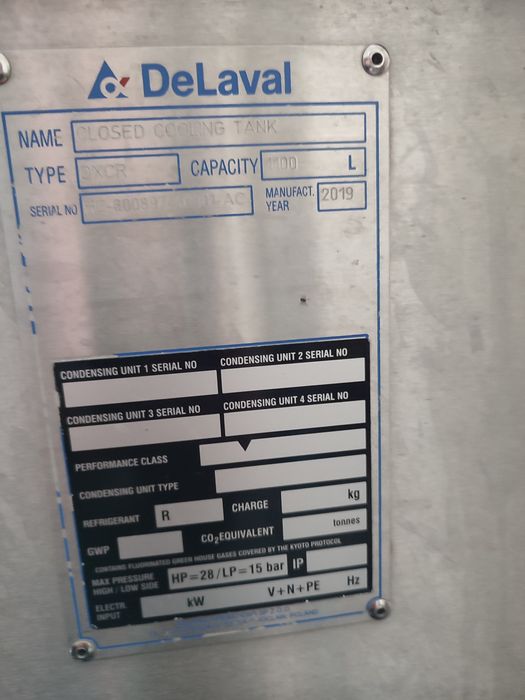 DeLaval
NAME CLOSED COOLING TANK
TYPE DXCR CAPACITY L
SERIAL NO MANUFACT. YEAR 2019
CONDENSING UNIT 1 SERIAL NO CONDENSING UNIT 2 SERIAL NO
CONDENSING UNIT 3 SERIAL NO CONDENSING UNIT 4 SERIAL NO
PERFORMANCE CLASS
CONDENSING UNIT TYPE
REFRIGERANT R CHARGE kg
GWP CO2EQUIVALENT tonnes
CONTAINS FLUORINATED GREEN HOUSE GASES COVERED BY THE KYOTO PROTOCOL
MAX PRESSURE HIGH / LOW SIDE HP=28/LP=15 bar IP
ELECTR. INPUT kW V+N+PE Hz